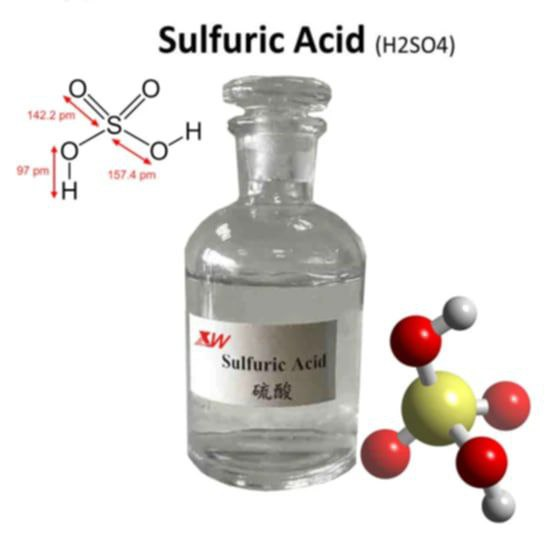 Sulfuric Acid (H2SO4)
O O
142.2 pm
S H
O O
97 pm 157.4 pm
H
XW
Sulfuric Acid
硫酸